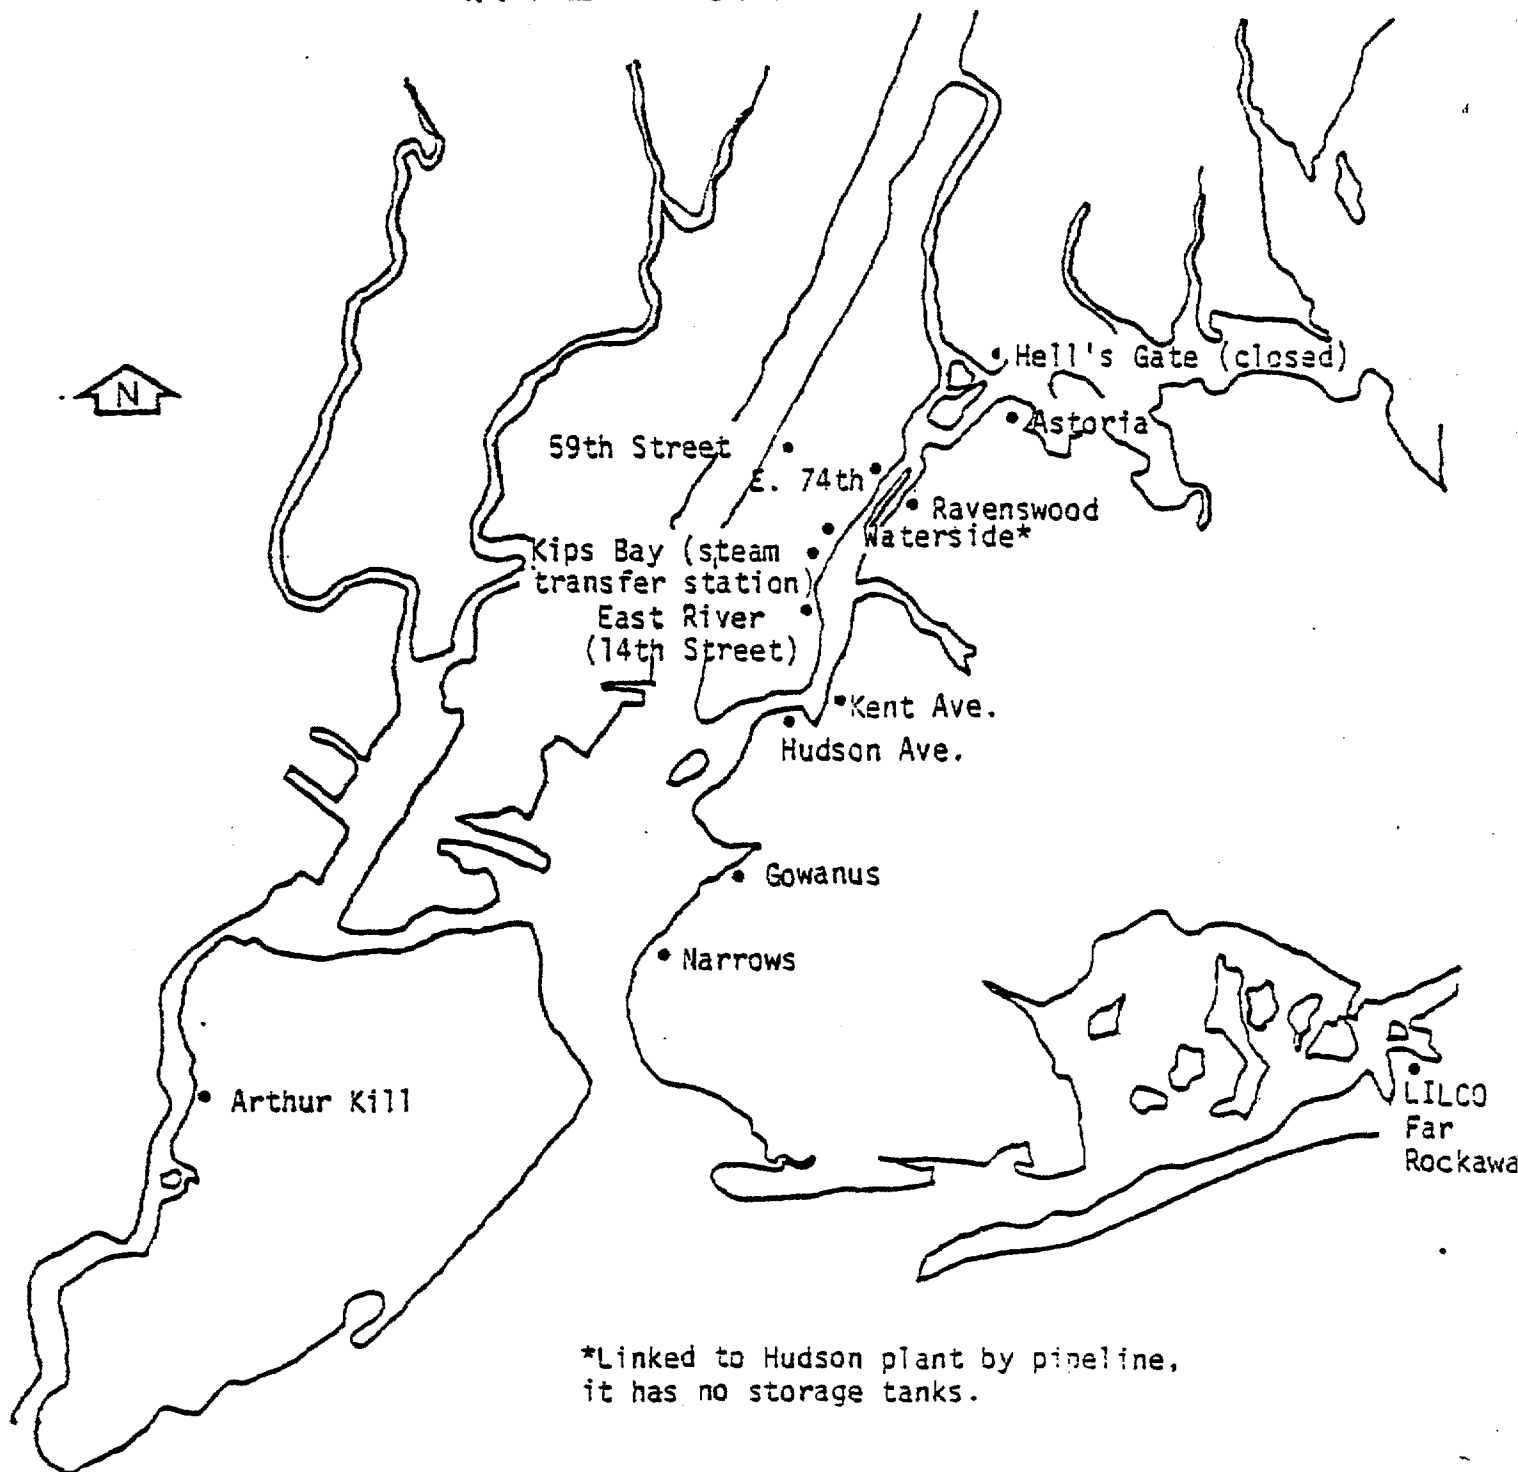 N
Hell's Gate (closed)
Astoria
59th Street
E. 74th
Ravenswood
Waterside*
Kips Bay (steam
transfer station)
East River
(14th Street)
Kent Ave.
Hudson Ave.
Gowanus
Narrows
Arthur Kill
LILCO
Far
Rockawa
*Linked to Hudson plant by pipeline,
it has no storage tanks.